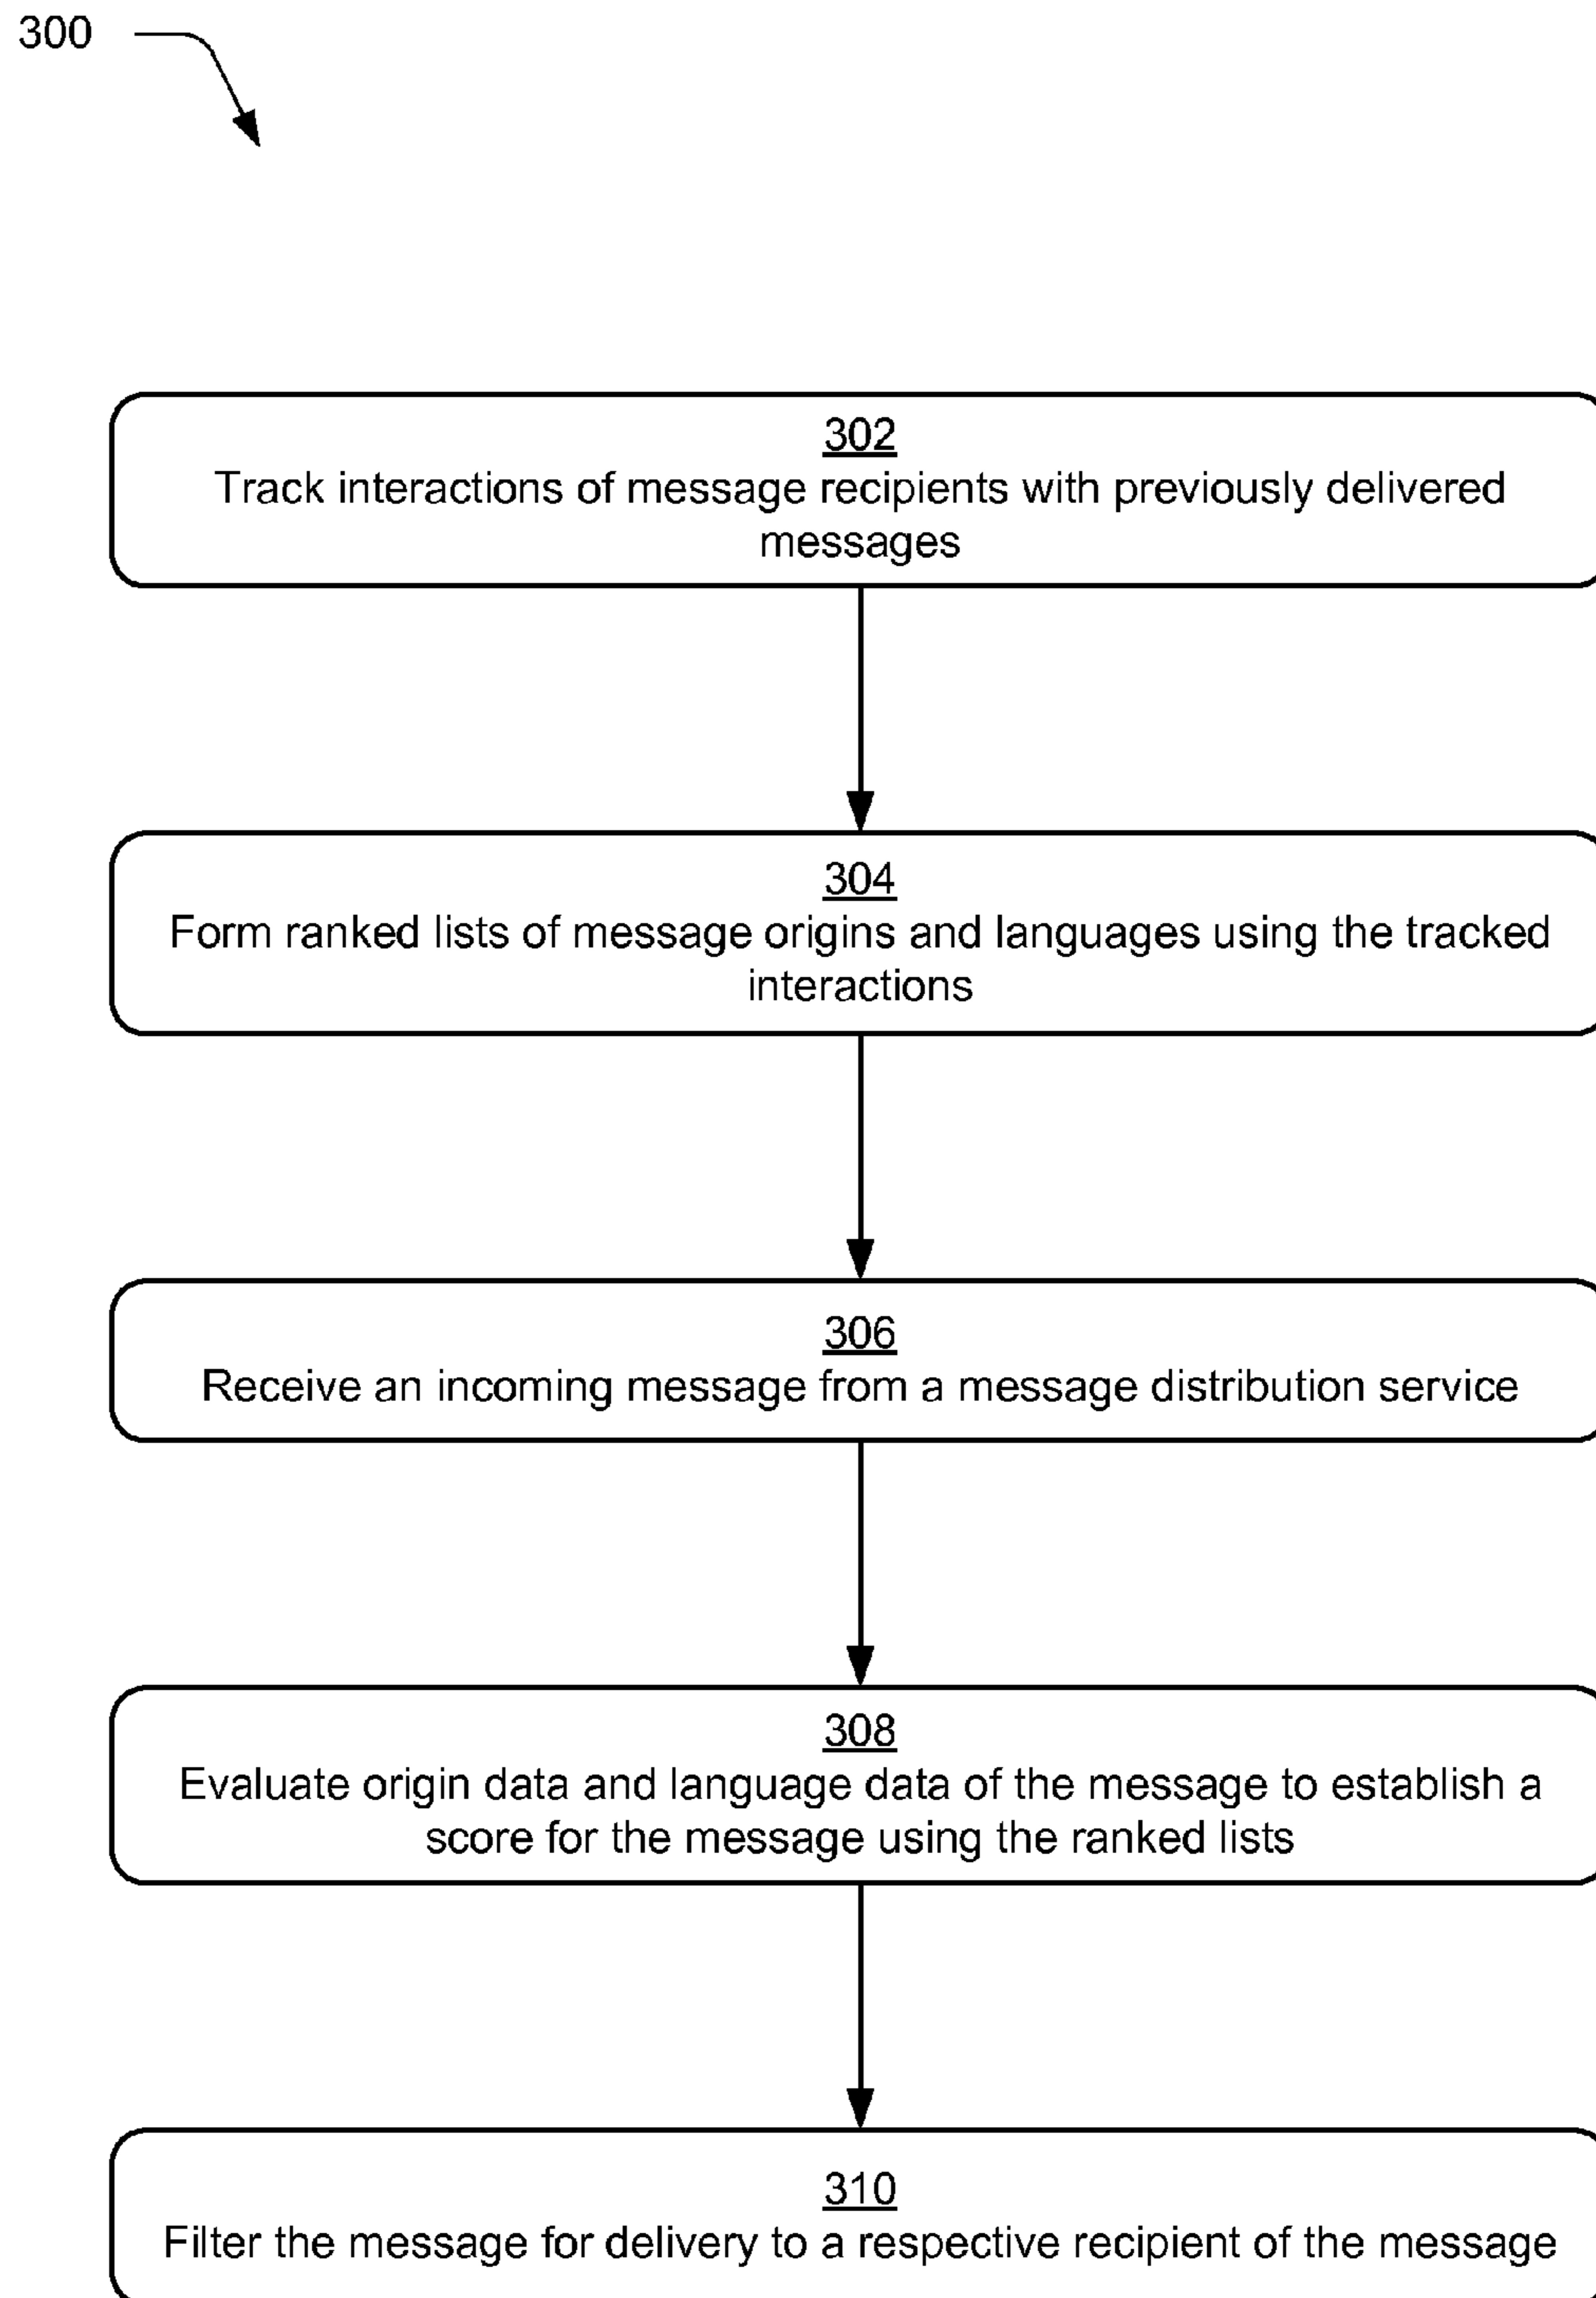 300
302
Track interactions of message recipients with previously delivered
messages
304
Form ranked lists of message origins and languages using the tracked
interactions
306
Receive an incoming message from a message distribution service
308
Evaluate origin data and language data of the message to establish a
score for the message using the ranked lists
310
Filter the message for delivery to a respective recipient of the message